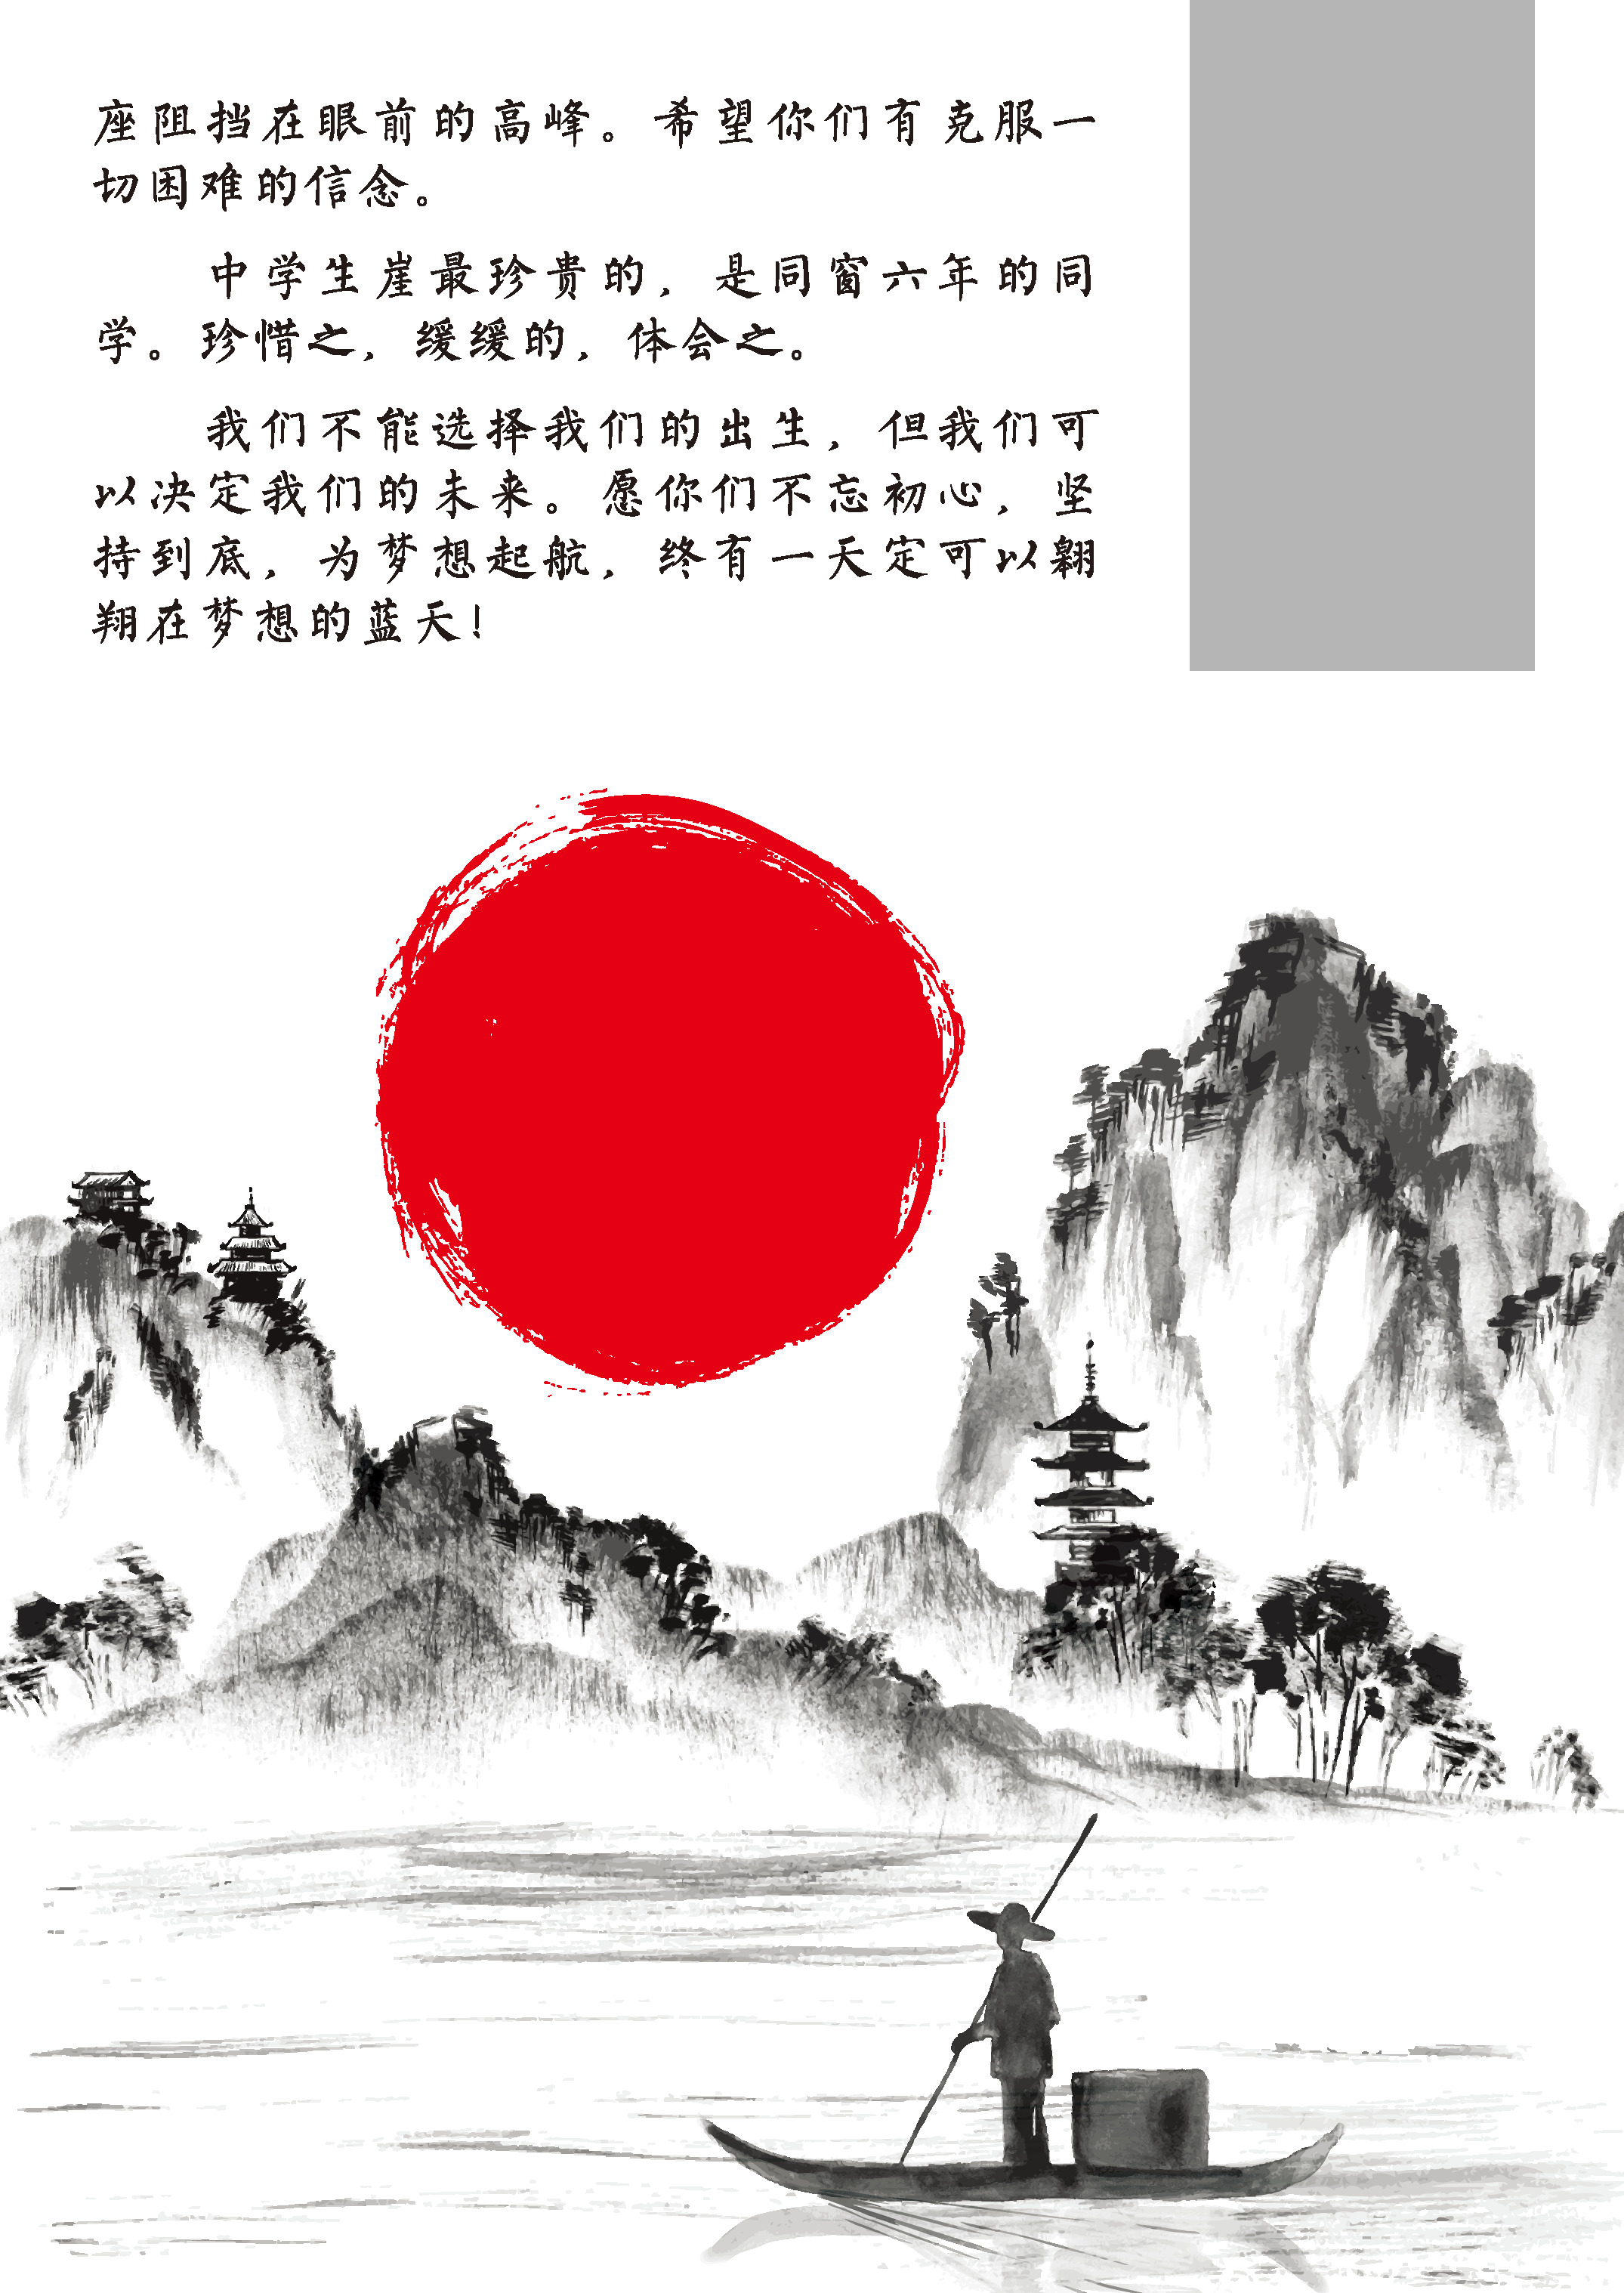 座阻挡在眼前的高峰。希望你们有克服一
切困难的信念。
中学生崖最珍贵的，是同窗六年的同
学。珍惜之，缓缓的，体会之。
我们不能选择我们的出生，但我们可
以决定我们的未来。愿你们不忘初心，坚
持到底，为梦想起航，终有一天定可以翱
翔在梦想的蓝天！